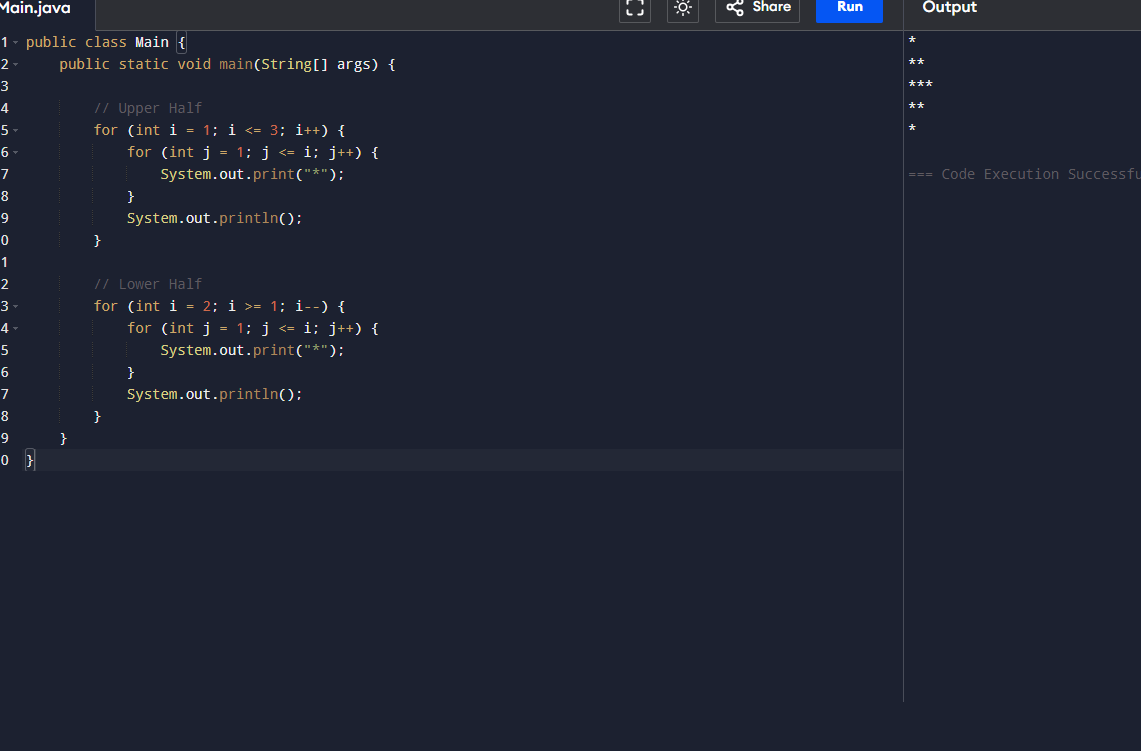 Main.java
Share
Run
Output
1 public class Main {
2     public static void main(String[] args) {
3
4         // Upper Half
5         for (int i = 1; i <= 3; i++) {
6             for (int j = 1; j <= i; j++) {
7                 System.out.print("*");
8             }
9             System.out.println();
0         }
1
2         // Lower Half
3         for (int i = 2; i >= 1; i--) {
4             for (int j = 1; j <= i; j++) {
5                 System.out.print("*");
6             }
7             System.out.println();
8         }
9     }
0 }
*
**
***
**
*
=== Code Execution Successfu